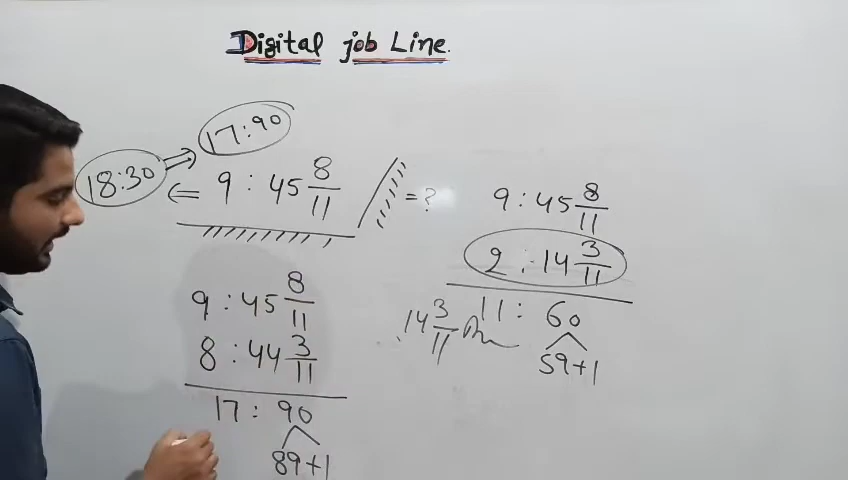 Digital job Line.
17:90
18:30 ⇒
⇐ 9 : 45 8/11 = ?
9 : 45 8/11
8 : 44 3/11
17 : 90
89+1
9 : 45 8/11
2 : 14 3/11
11 : 60
59+1
14 3/11 Ans